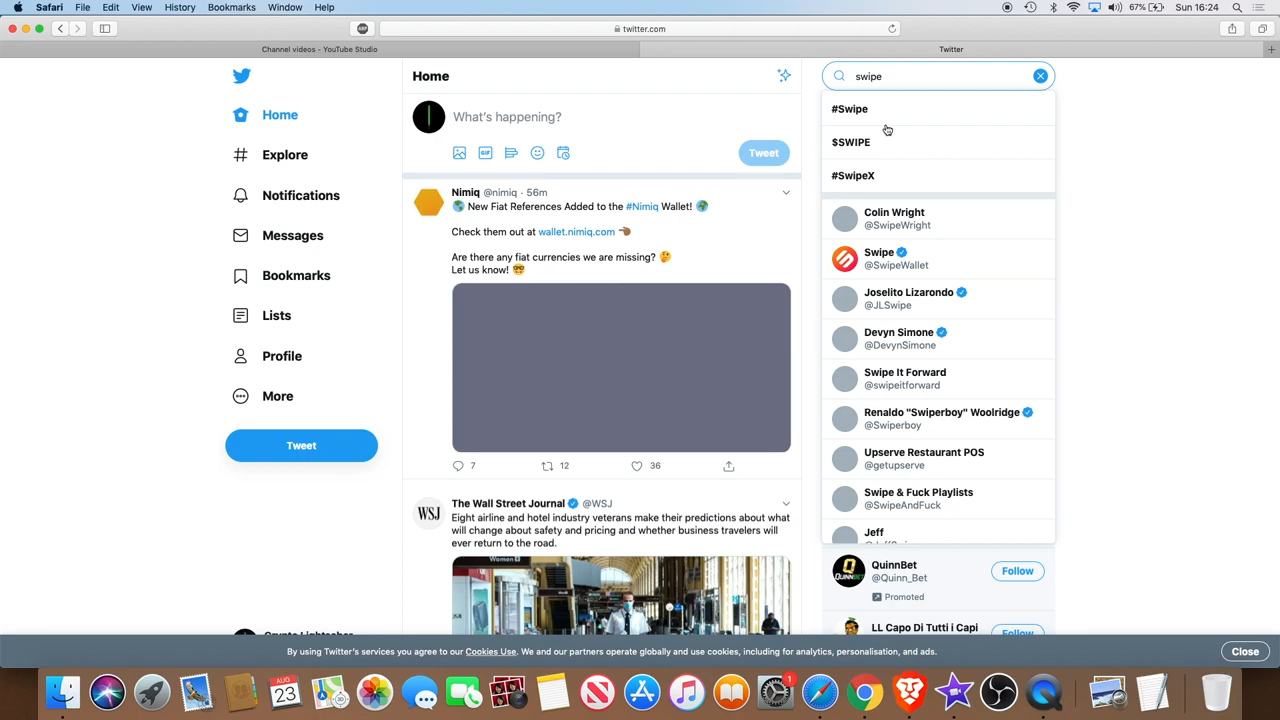 Safari File Edit View History Bookmarks Window Help
67% Sun 16:24
twitter.com
Channel videos - YouTube Studio
Twitter
Home
Explore
Notifications
Messages
Bookmarks
Lists
Profile
More
Tweet
Home
What's happening?
GIF
Tweet
Nimiq @nimiq · 56m
🌎 New Fiat References Added to the #Nimiq Wallet! 🌍
Check them out at wallet.nimiq.com 👈🏽
Are there any fiat currencies we are missing? 🤔
Let us know! 🤓
7 12 36
WSJ
The Wall Street Journal @WSJ
Eight airline and hotel industry veterans make their predictions about what
will change about safety and pricing and whether business travelers will
ever return to the road.
Women
swipe
#Swipe
$SWIPE
#SwipeX
Colin Wright
@SwipeWright
Swipe
@SwipeWallet
Joselito Lizarondo
@JLSwipe
Devyn Simone
@DevynSimone
Swipe It Forward
@swipeitforward
Renaldo "Swiperboy" Woolridge
@Swiperboy
Upserve Restaurant POS
@getupserve
Swipe & Fuck Playlists
@SwipeAndFuck
Jeff
QUINNBET
QuinnBet
@Quinn_Bet
Follow
Promoted
LL Capo Di Tutti i Capi
Follow
By using Twitter's services you agree to our Cookies Use. We and our partners operate globally and use cookies, including for analytics, personalisation, and ads.
Close
AUG
23
1